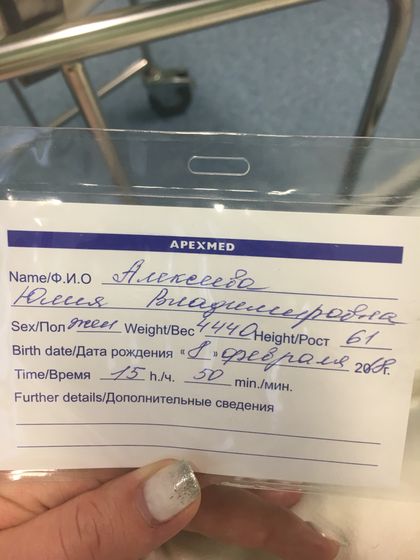 APEXMED
Name/Ф.И.О Алексеева
Юлия Владимировна
Sex/Пол жен Weight/Вес 4440 Height/Рост 61
Birth date/Дата рождения «8» февраля 20 г.
Time/Время 15 h./ч. 50 min./мин.
Further details/Дополнительные сведения